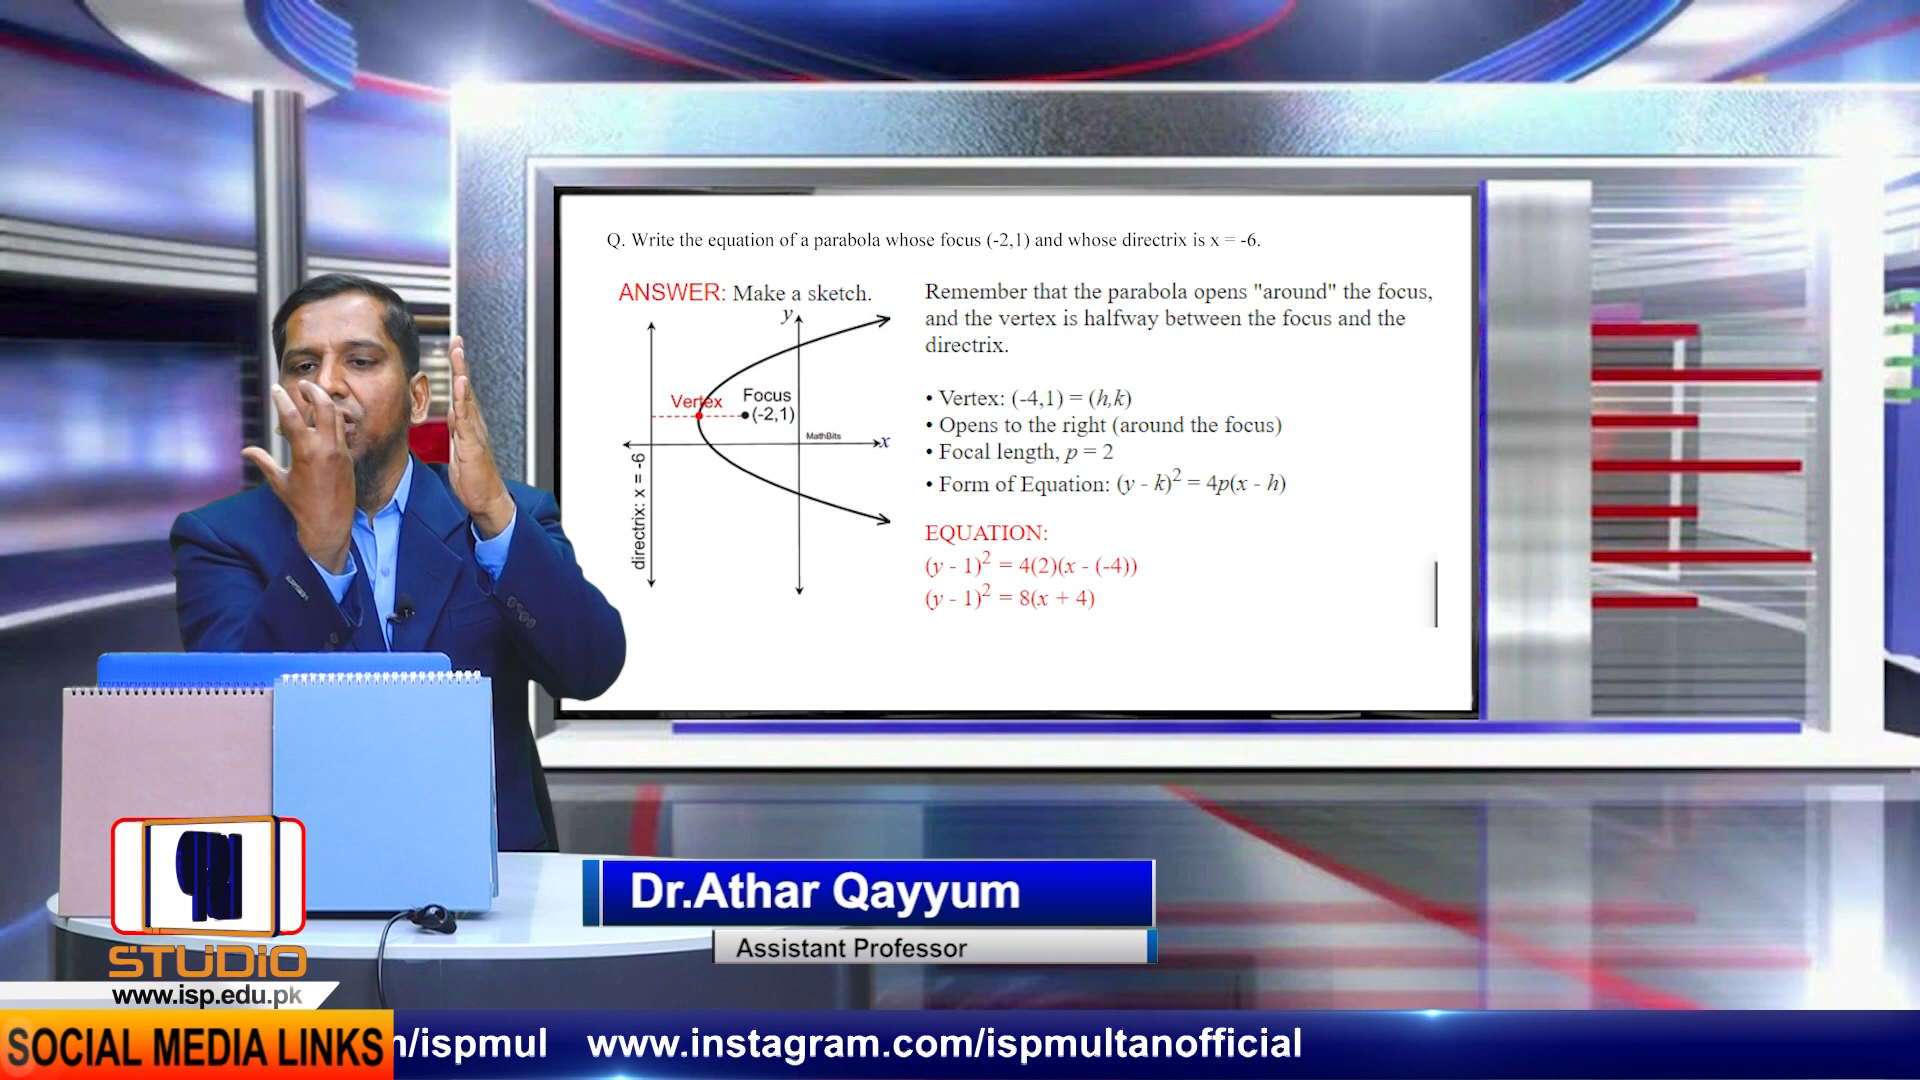 Q. Write the equation of a parabola whose focus (-2,1) and whose directrix is x = -6.
ANSWER: Make a sketch.
y
Vertex
Focus
(-2,1)
MathBits
x
directrix: x = -6
Remember that the parabola opens "around" the focus,
and the vertex is halfway between the focus and the
directrix.
• Vertex: (-4,1) = (h,k)
• Opens to the right (around the focus)
• Focal length, p = 2
• Form of Equation: (y - k)² = 4p(x - h)
EQUATION:
(y - 1)² = 4(2)(x - (-4))
(y - 1)² = 8(x + 4)
Dr.Athar Qayyum
Assistant Professor
STUDiO
www.isp.edu.pk
SOCIAL MEDIA LINKS
/ispmul www.instagram.com/ispmultanofficial